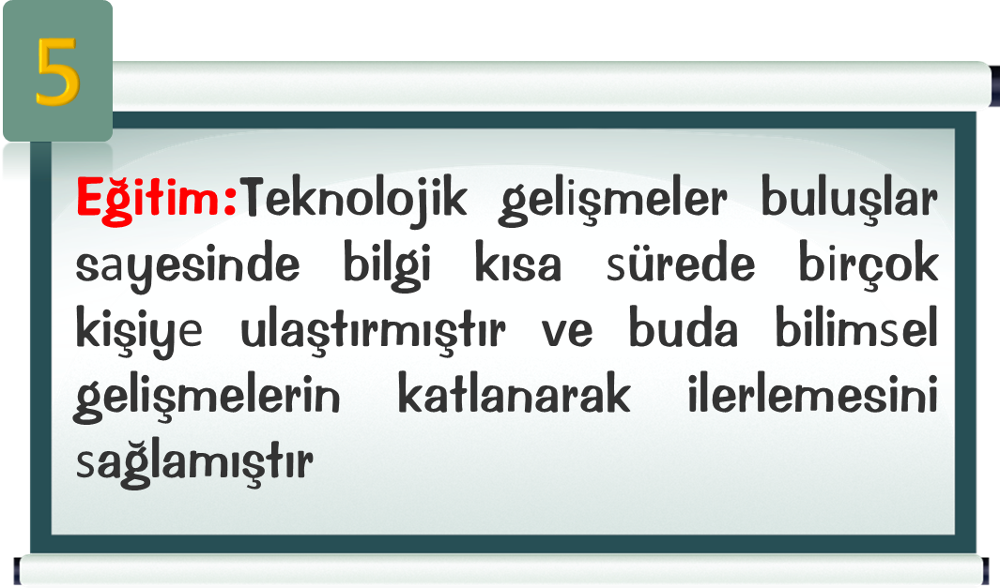 5
Eğitim:Teknolojik gelişmeler buluşlar
sayesinde bilgi kısa sürede birçok
kişiye ulaştırmıştır ve buda bilimsel
gelişmelerin katlanarak ilerlemesini
sağlamıştır